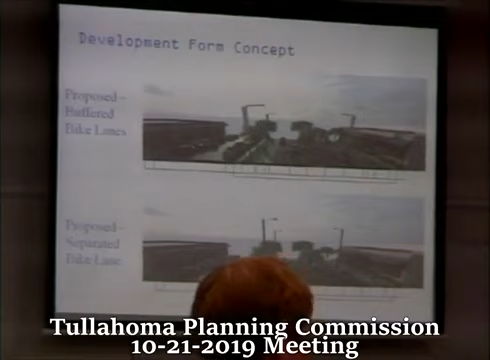 Development Form Concept
Proposed -
Buffered
Bike Lanes
Proposed -
Separated
Bike Lane
Tullahoma Planning Commission
10-21-2019 Meeting